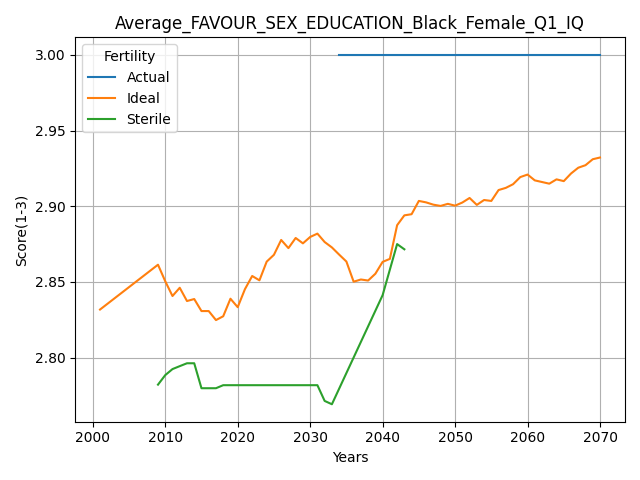 Average_FAVOUR_SEX_EDUCATION_Black_Female_Q1_IQ
Fertility
Actual
Ideal
Sterile
Score(1-3)
3.00
2.95
2.90
2.85
2.80
2000 2010 2020 2030 2040 2050 2060 2070
Years